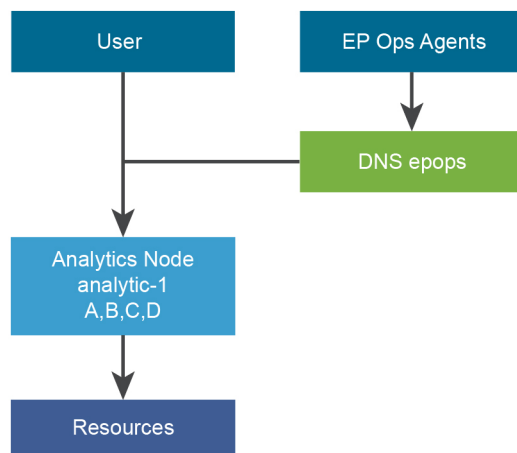 User
EP Ops Agents
DNS epops
Analytics Node
analytic-1
A,B,C,D
Resources